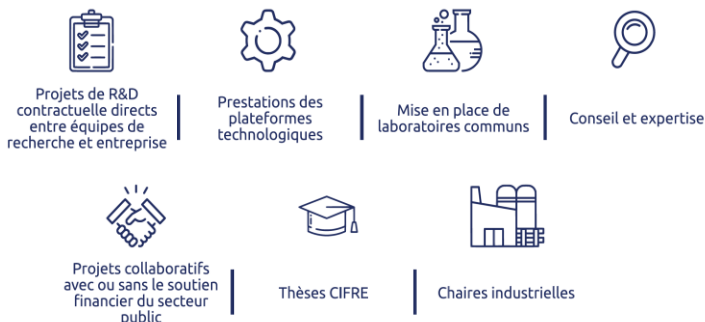 Projets de R&D
contractuelle directs
entre équipes de
recherche et entreprise
Prestations des
plateformes
technologiques
Mise en place de
laboratoires communs
Conseil et expertise
Projets collaboratifs
avec ou sans le soutien
financier du secteur
public
Thèses CIFRE
Chaires industrielles